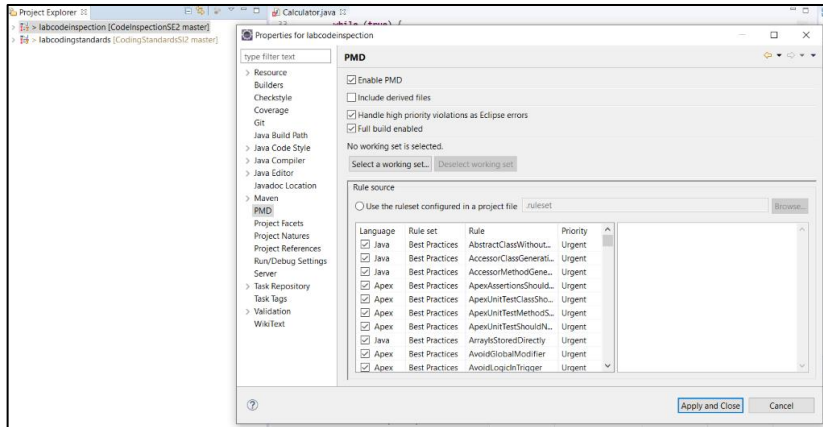 Project Explorer
Calculator.java
> labcodeinspection [CodeInspectionSE2 master]
> labcodingstandards [CodingStandardsSI2 master]
33
while (true) {
Properties for labcodeinspection
type filter text
Resource
Builders
Checkstyle
Coverage
Git
Java Build Path
Java Code Style
Java Compiler
Java Editor
Javadoc Location
Maven
PMD
Project Facets
Project Natures
Project References
Run/Debug Settings
Server
Task Repository
Task Tags
Validation
WikiText
PMD
Enable PMD
Include derived files
Handle high priority violations as Eclipse errors
Full build enabled
No working set is selected.
Select a working set... Deselect working set
Rule source
Use the ruleset configured in a project file .ruleset Browse...
Language Rule set Rule Priority
Java Best Practices AbstractClassWithout... Urgent
Java Best Practices AccessorClassGenerati... Urgent
Java Best Practices AccessorMethodGene... Urgent
Apex Best Practices ApexAssertionsShould... Urgent
Apex Best Practices ApexUnitTestClassSho... Urgent
Apex Best Practices ApexUnitTestMethodS... Urgent
Apex Best Practices ApexUnitTestShouldN... Urgent
Java Best Practices ArrayIsStoredDirectly Urgent
Apex Best Practices AvoidGlobalModifier Urgent
Apex Best Practices AvoidLogicInTrigger Urgent
Apply and Close Cancel